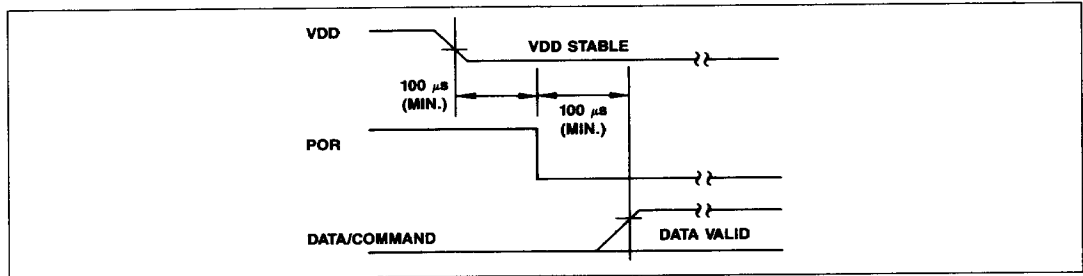 VDD
VDD STABLE
100 µs
(MIN.)
100 µs
(MIN.)
POR
DATA/COMMAND
DATA VALID